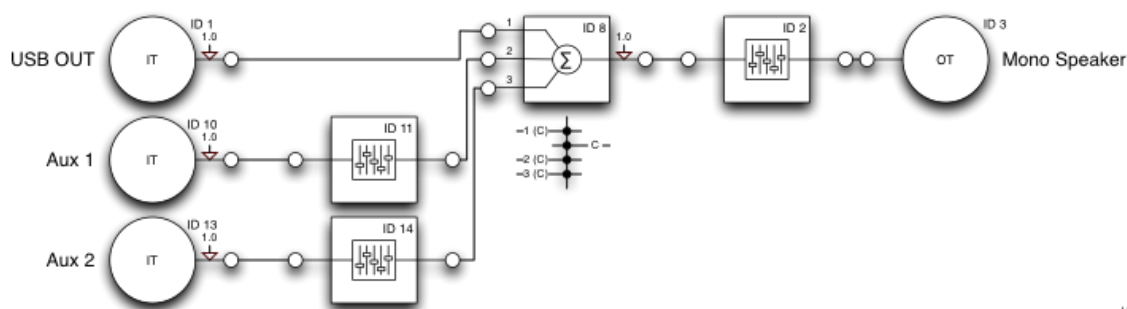 USB OUT
IT
ID 1
1.0
1
2
3
ID 8
Σ
1.0
ID 2
OT
ID 3
Mono Speaker
1 (C)
C
2 (C)
3 (C)
Aux 1
IT
ID 10
1.0
ID 11
Aux 2
IT
ID 13
1.0
ID 14